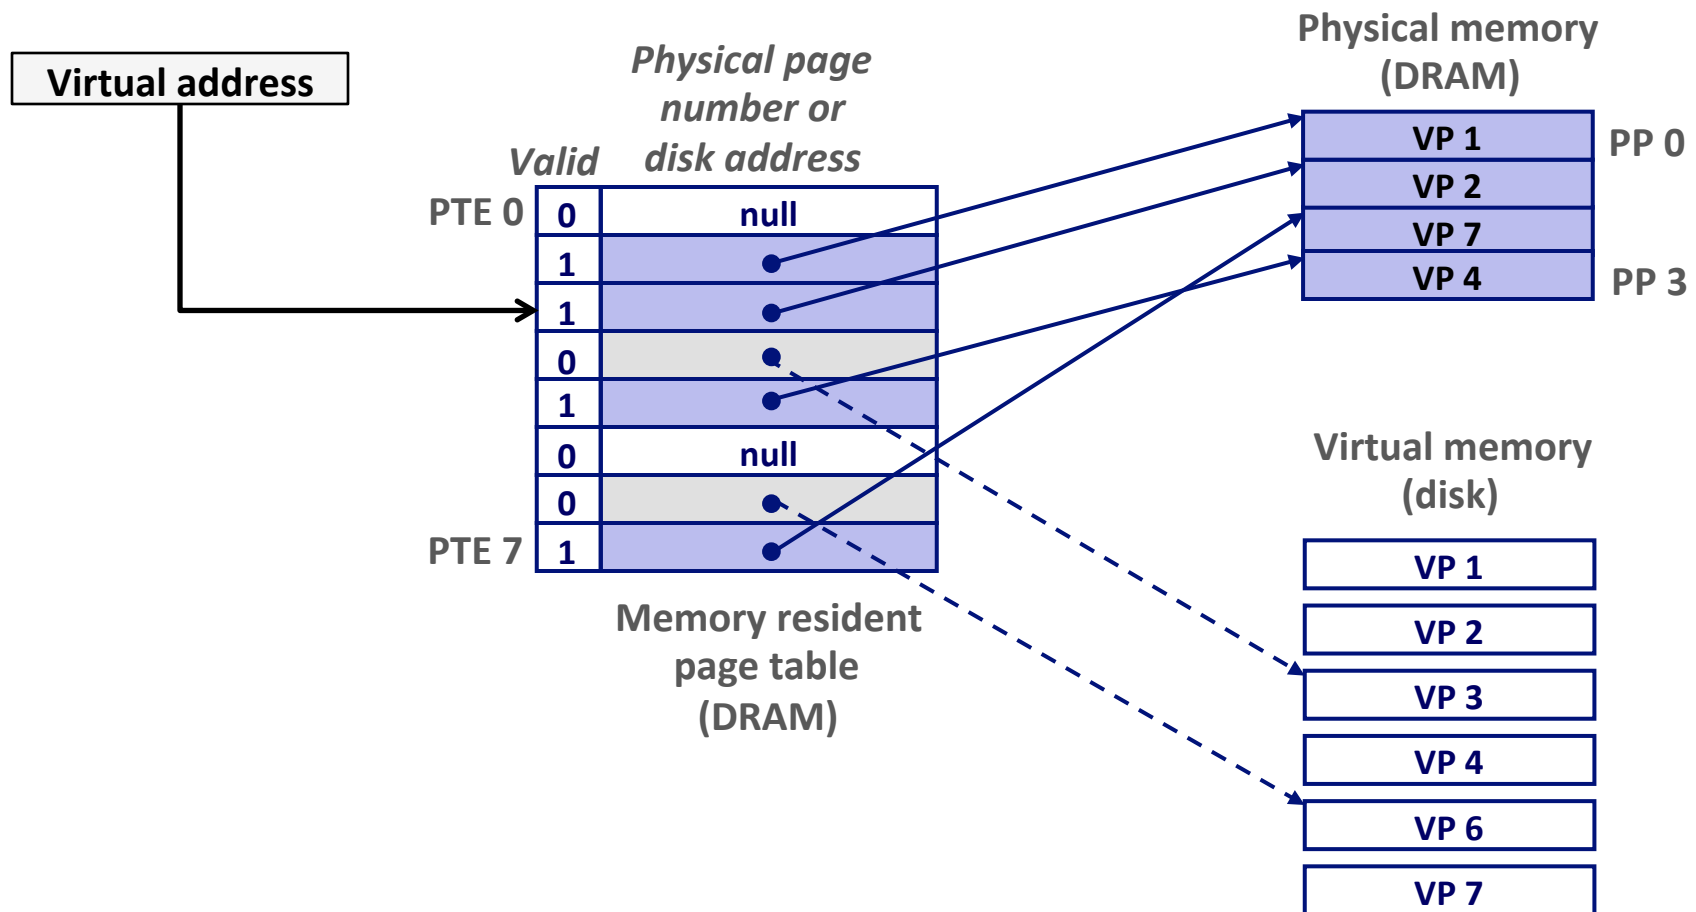 Virtual address
Physical page
number or
disk address
Valid
PTE 0
0
null
1
1
0
1
0
null
0
PTE 7
1
Memory resident
page table
(DRAM)
Physical memory
(DRAM)
VP 1
PP 0
VP 2
VP 7
VP 4
PP 3
Virtual memory
(disk)
VP 1
VP 2
VP 3
VP 4
VP 6
VP 7